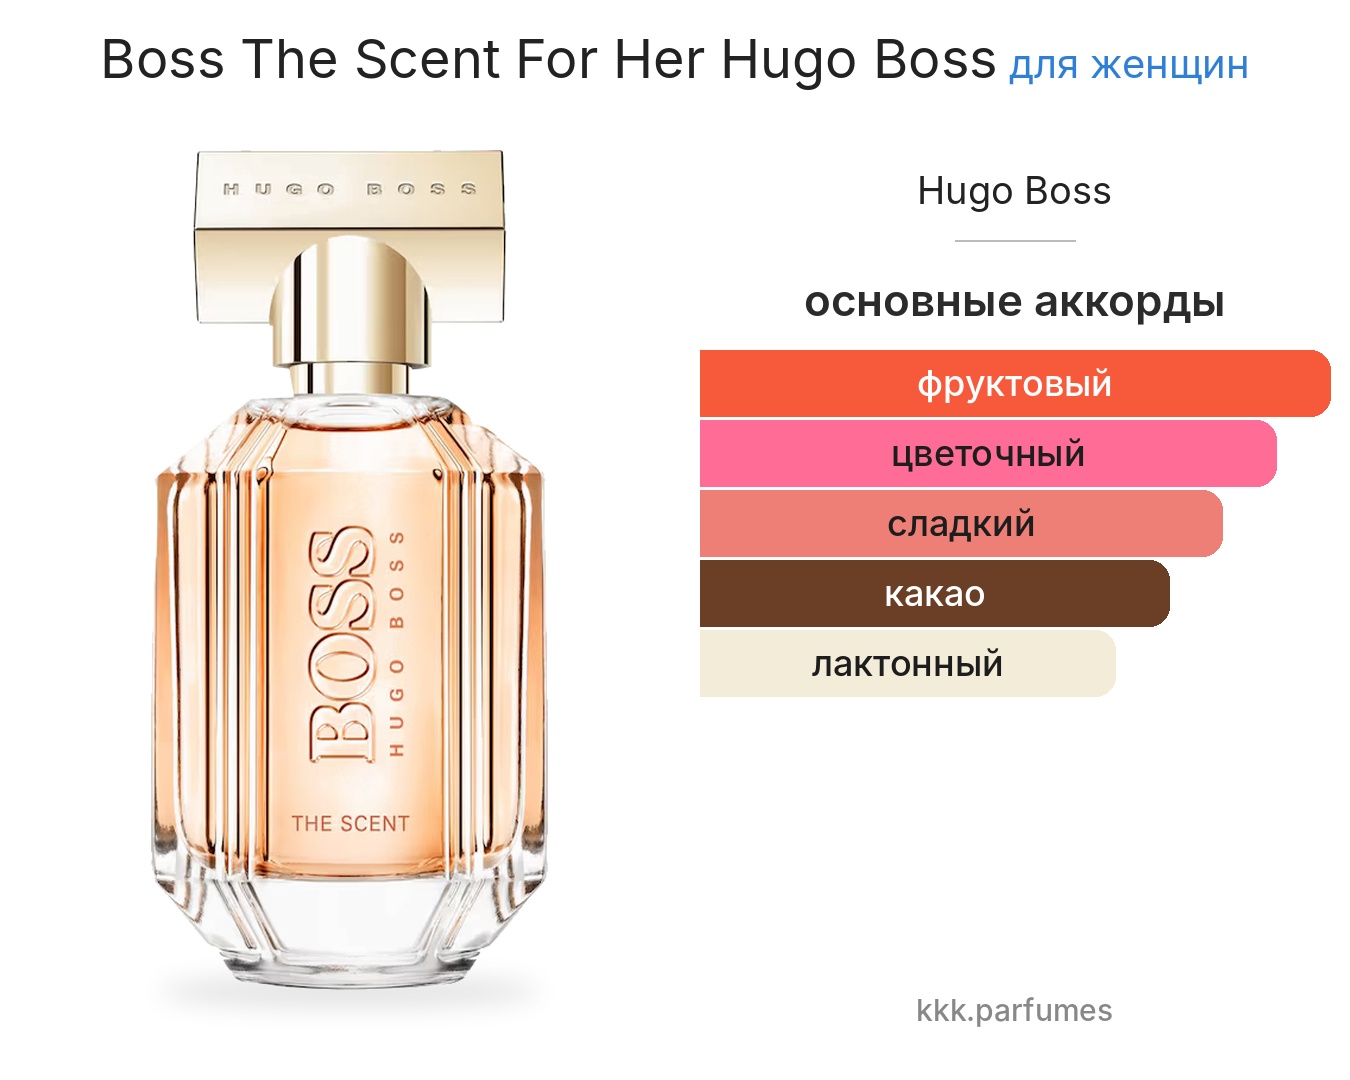 Boss The Scent For Her Hugo Boss для женщин
HUGO BOSS
BOSS
HUGO BOSS
THE SCENT
Hugo Boss
основные аккорды
фруктовый
цветочный
сладкий
какао
лактонный
kkk.parfumes